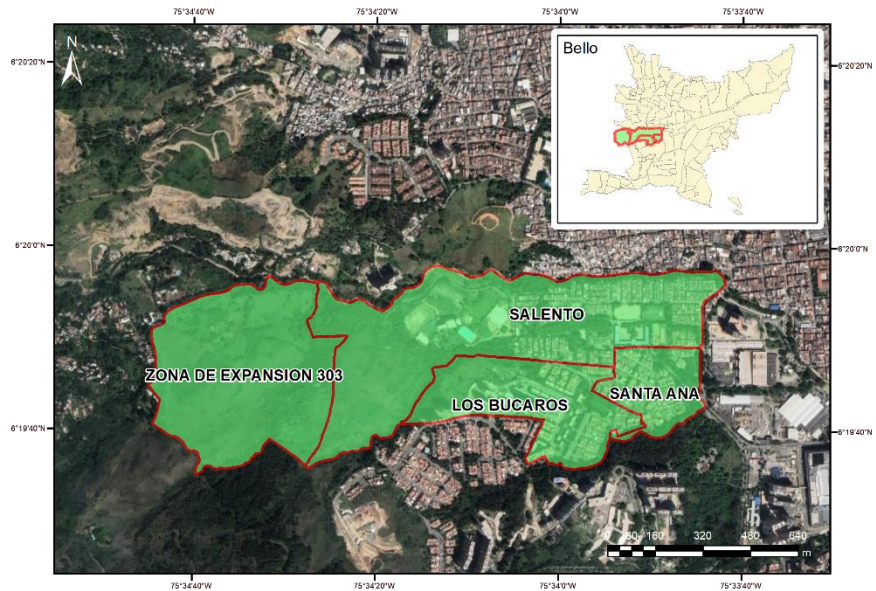 75°34'40"W
75°34'20"W
75°34'0"W
75°33'40"W
N
Bello
6°20'20"N
6°20'20"N
6°20'0"N
6°20'0"N
SALENTO
ZONA DE EXPANSION 303
SANTA ANA
LOS BUCAROS
6°19'40"N
6°19'40"N
0 80 160 320 480 640
m
75°34'40"W
75°34'20"W
75°34'0"W
75°33'40"W